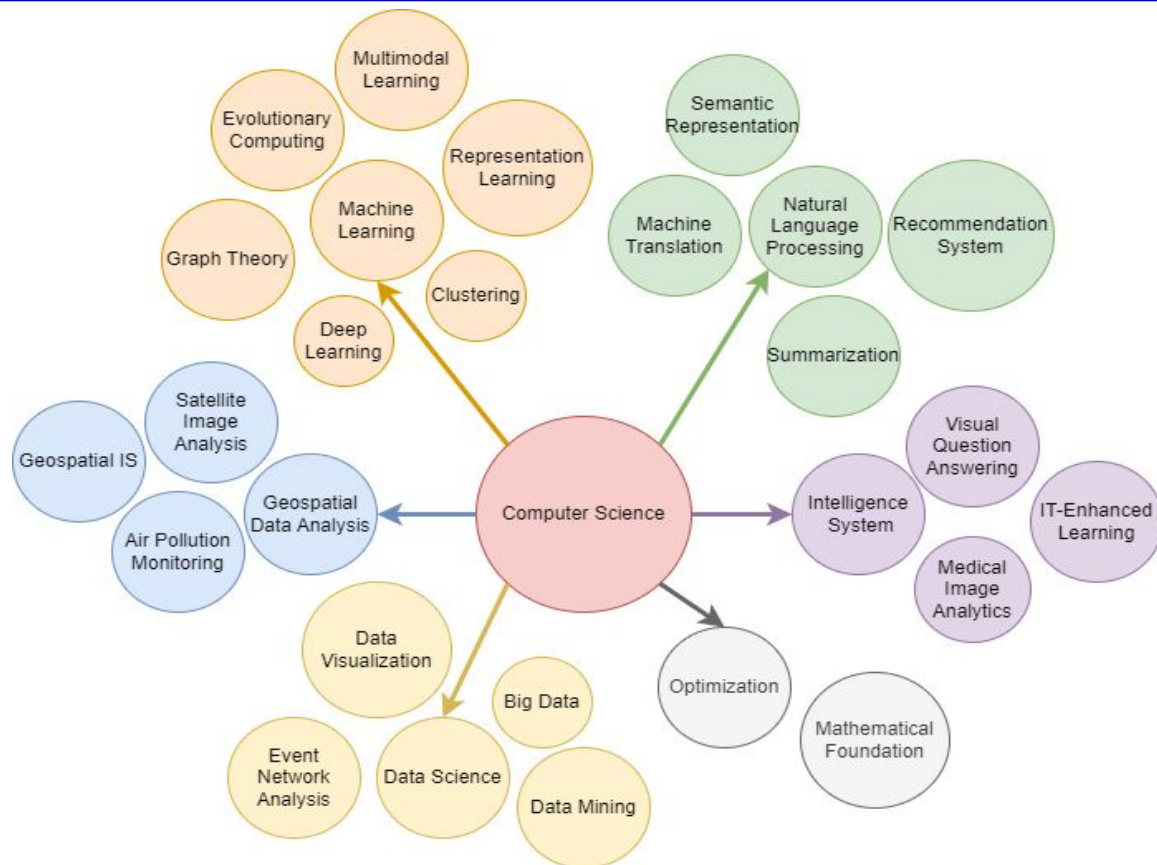 Multimodal
Learning
Evolutionary
Computing
Representation
Learning
Machine
Learning
Graph Theory
Clustering
Deep
Learning
Semantic
Representation
Natural
Language
Processing
Machine
Translation
Recommendation
System
Summarization
Satellite
Image
Analysis
Geospatial IS
Geospatial
Data Analysis
Air Pollution
Monitoring
Computer Science
Visual
Question
Answering
Intelligence
System
IT-Enhanced
Learning
Medical
Image
Analytics
Data
Visualization
Big Data
Event
Network
Analysis
Data Science
Data Mining
Optimization
Mathematical
Foundation